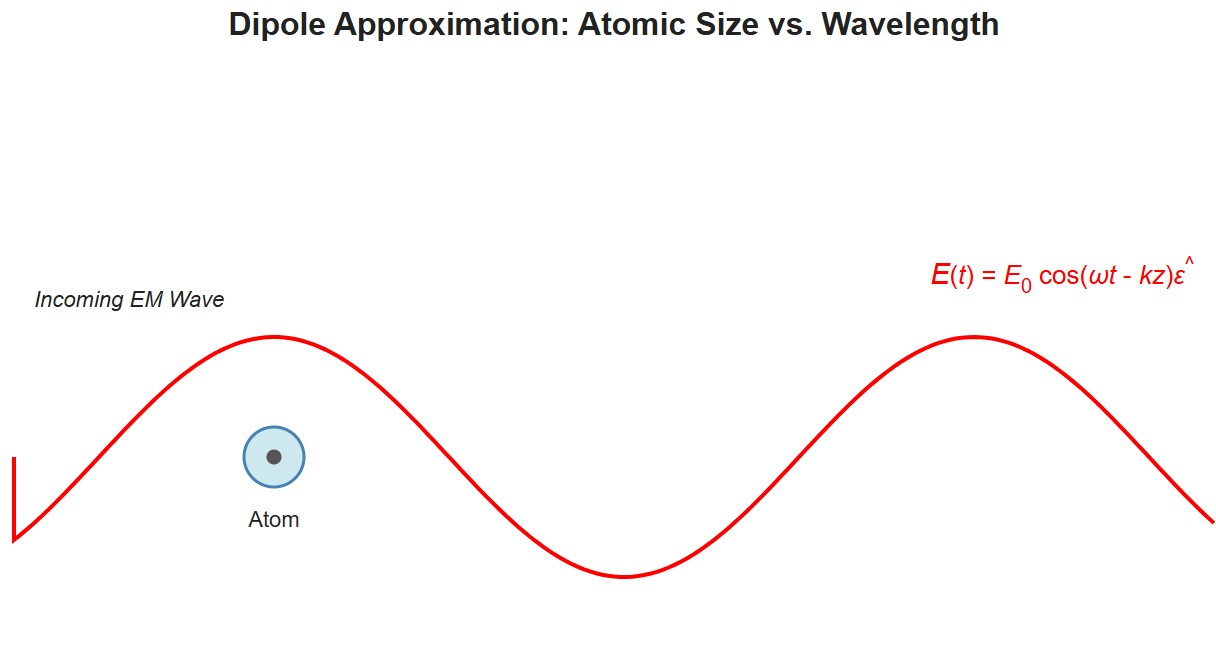 Dipole Approximation: Atomic Size vs. Wavelength
E(t) = E₀ cos(ωt - kz)ε^
Incoming EM Wave
Atom